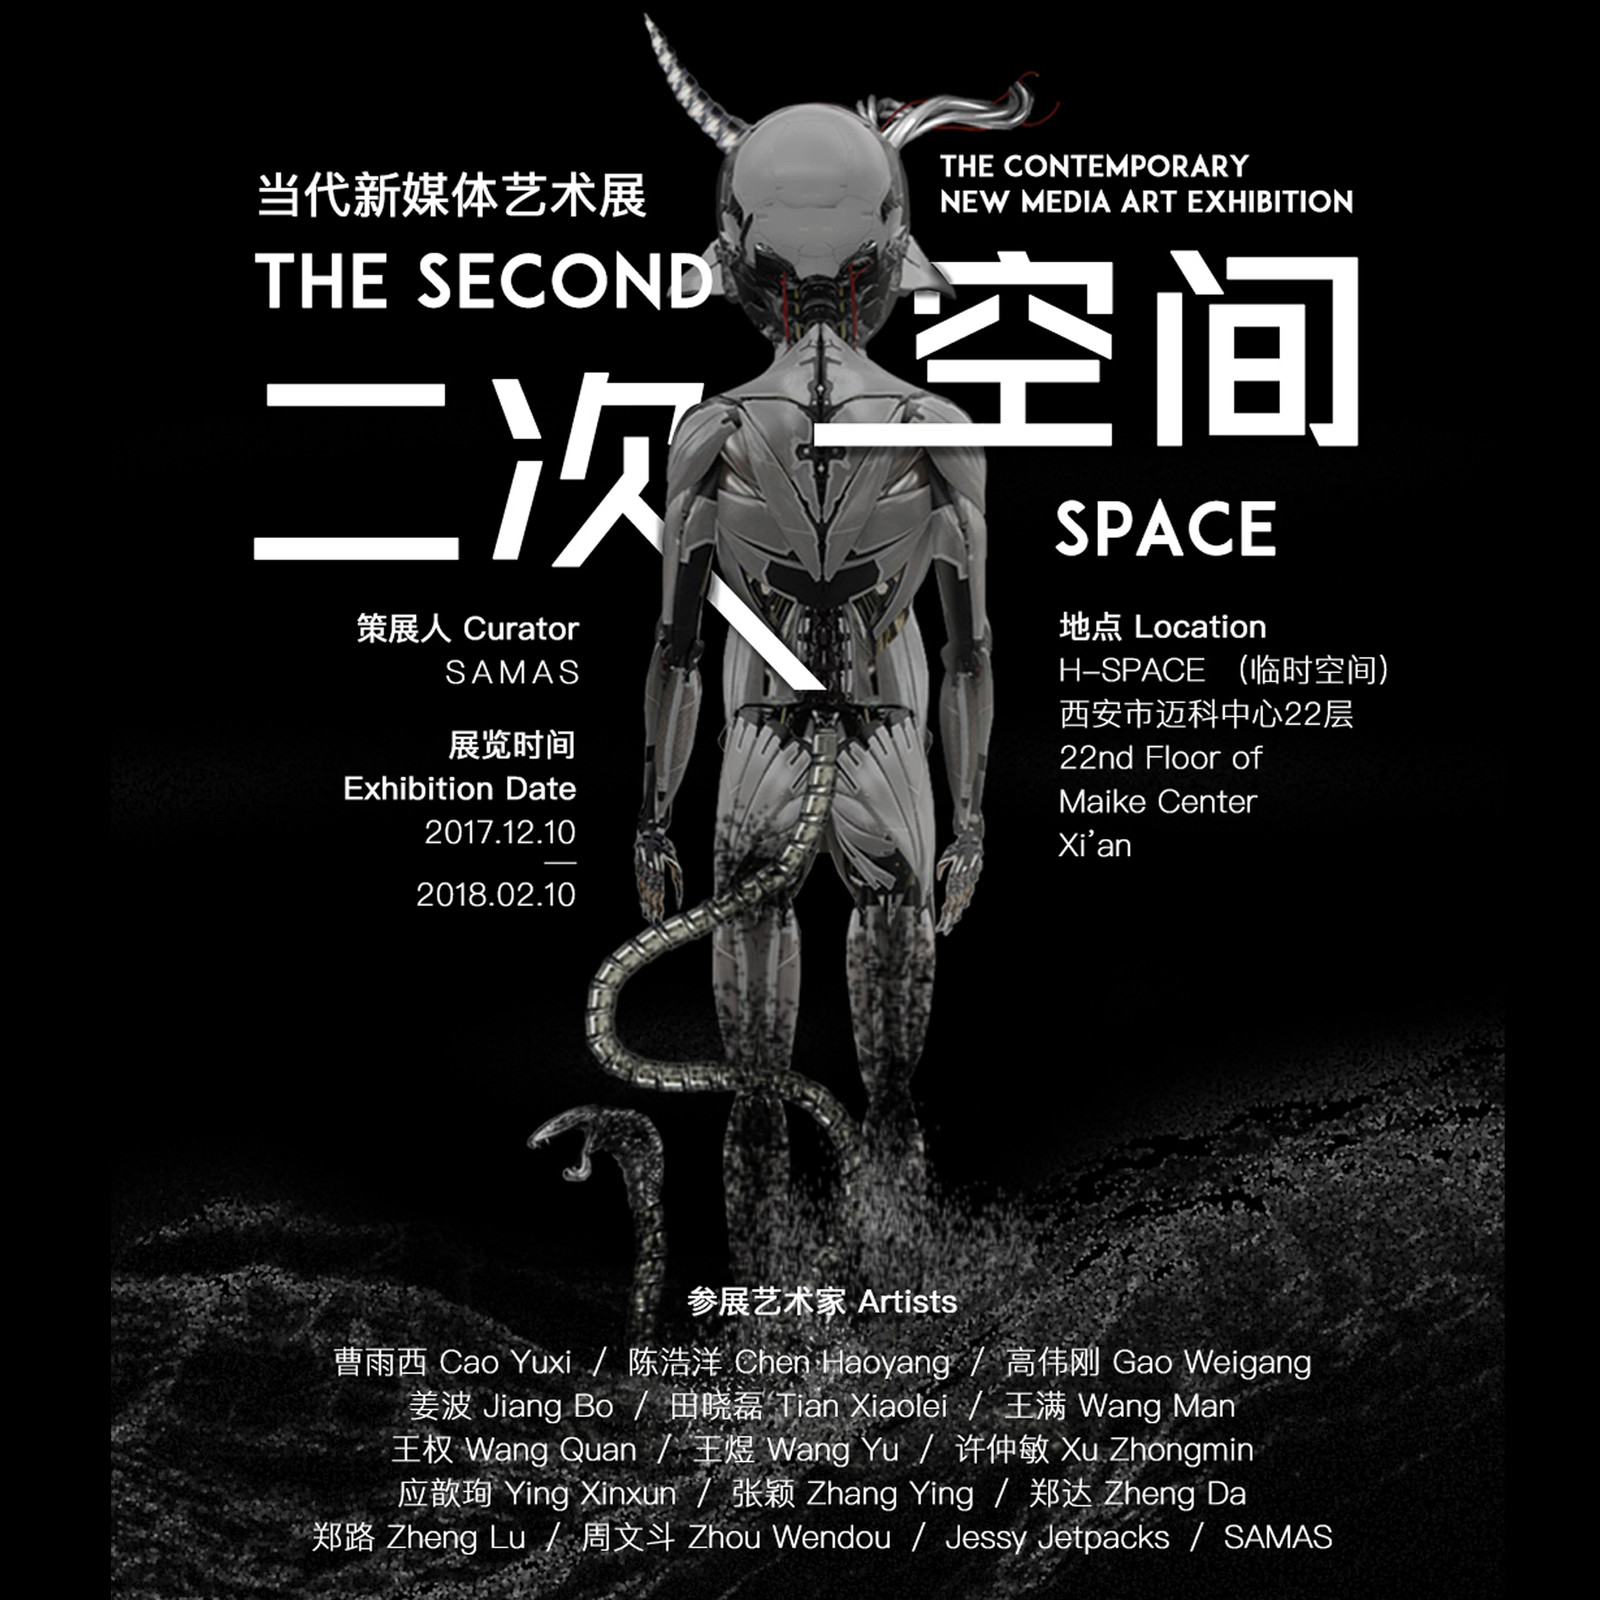 当代新媒体艺术展
THE CONTEMPORARY
NEW MEDIA ART EXHIBITION
THE SECOND
空间
二次
SPACE
策展人 Curator
SAMAS
展览时间
Exhibition Date
2017.12.10
—
2018.02.10
地点 Location
H-SPACE （临时空间）
西安市迈科中心22层
22nd Floor of
Maike Center
Xi’an
参展艺术家 Artists
曹雨西 Cao Yuxi / 陈浩洋 Chen Haoyang / 高伟刚 Gao Weigang
姜波 Jiang Bo / 田晓磊 Tian Xiaolei / 王满 Wang Man
王权 Wang Quan / 王煜 Wang Yu / 许仲敏 Xu Zhongmin
应歆珣 Ying Xinxun / 张颖 Zhang Ying / 郑达 Zheng Da
郑路 Zheng Lu / 周文斗 Zhou Wendou / Jessy Jetpacks / SAMAS